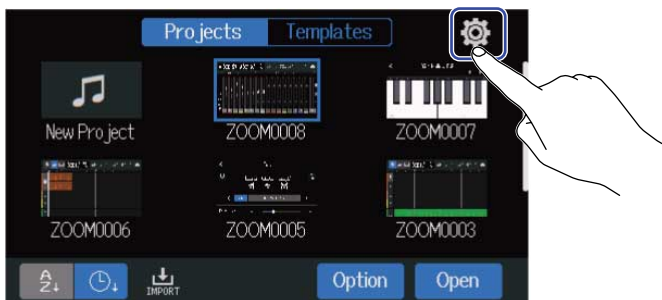 Projects Templates
New Project ZOOM0008 ZOOM0007
ZOOM0006 ZOOM0005 ZOOM0003
A Z↓ IMPORT Option Open